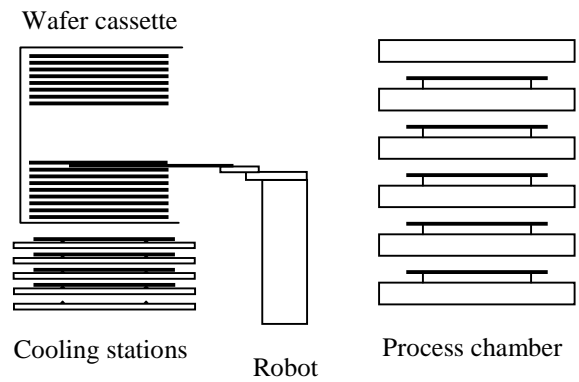 Wafer cassette
Cooling stations
Robot
Process chamber